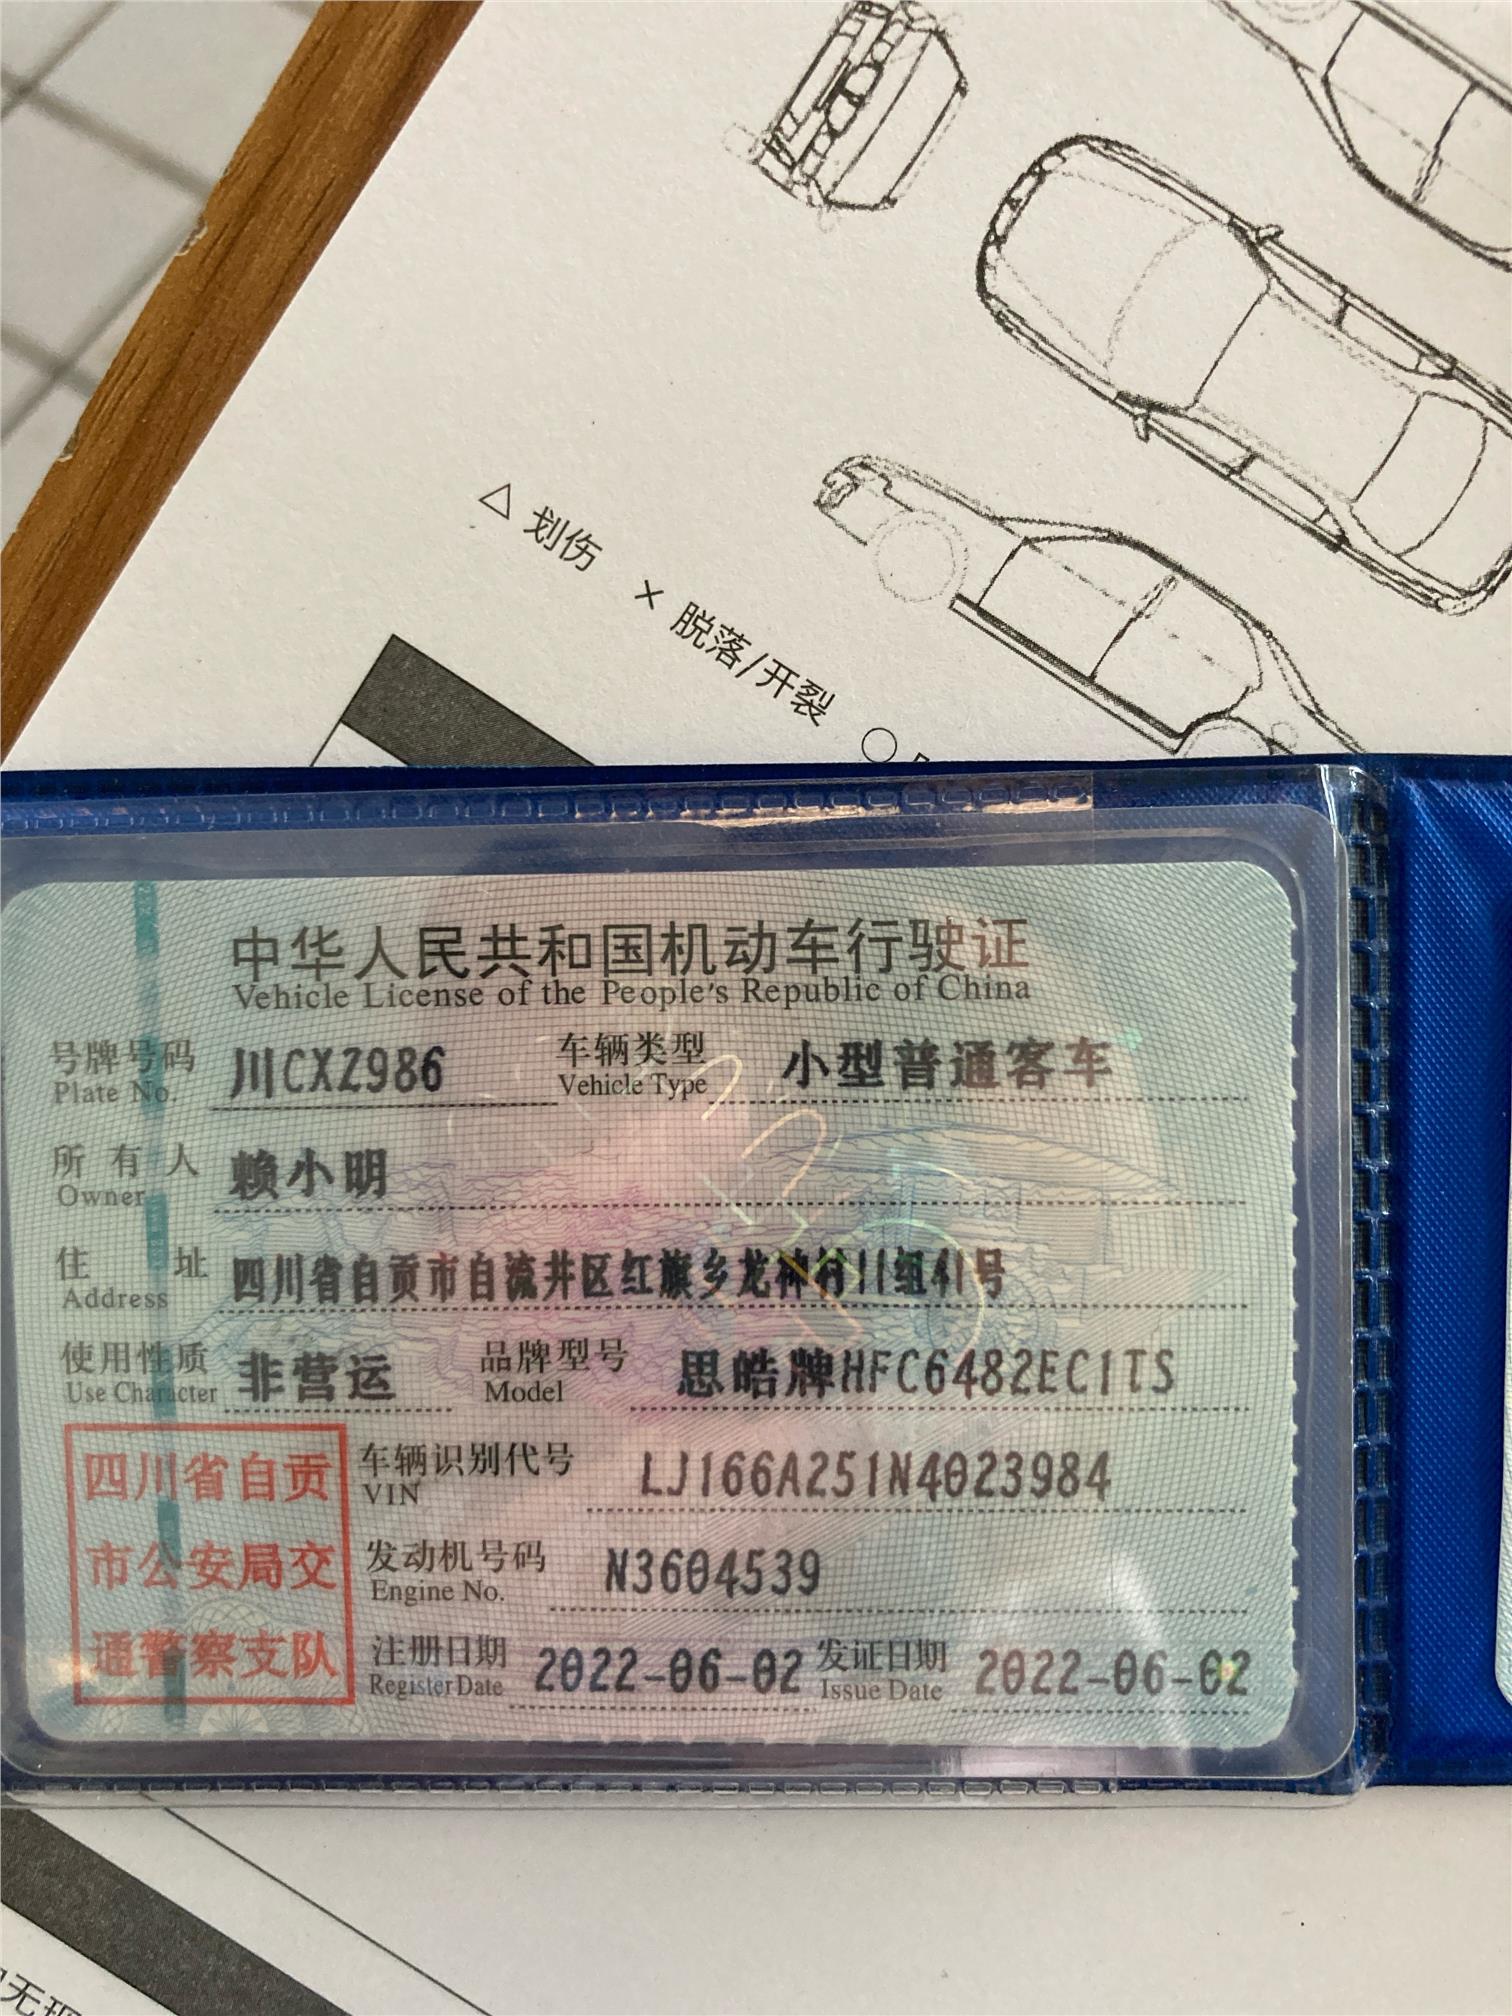 △ 划伤 × 脱落/开裂 ○
中华人民共和国机动车行驶证
Vehicle License of the People's Republic of China
号牌号码 川CXZ986 车辆类型 小型普通客车
Plate No. Vehicle Type
所有人 赖小明
Owner
住址 四川省自贡市自流井区红旗乡龙神村11组41号
Address
使用性质 非营运 品牌型号 思皓牌HFC6482EC1TS
Use Character Model
四川省自贡
市公安局交
通警察支队
车辆识别代号 LJ166A251N4023984
VIN
发动机号码 N3604539
Engine No.
注册日期 2022-06-02 发证日期 2022-06-02
Register Date Issue Date